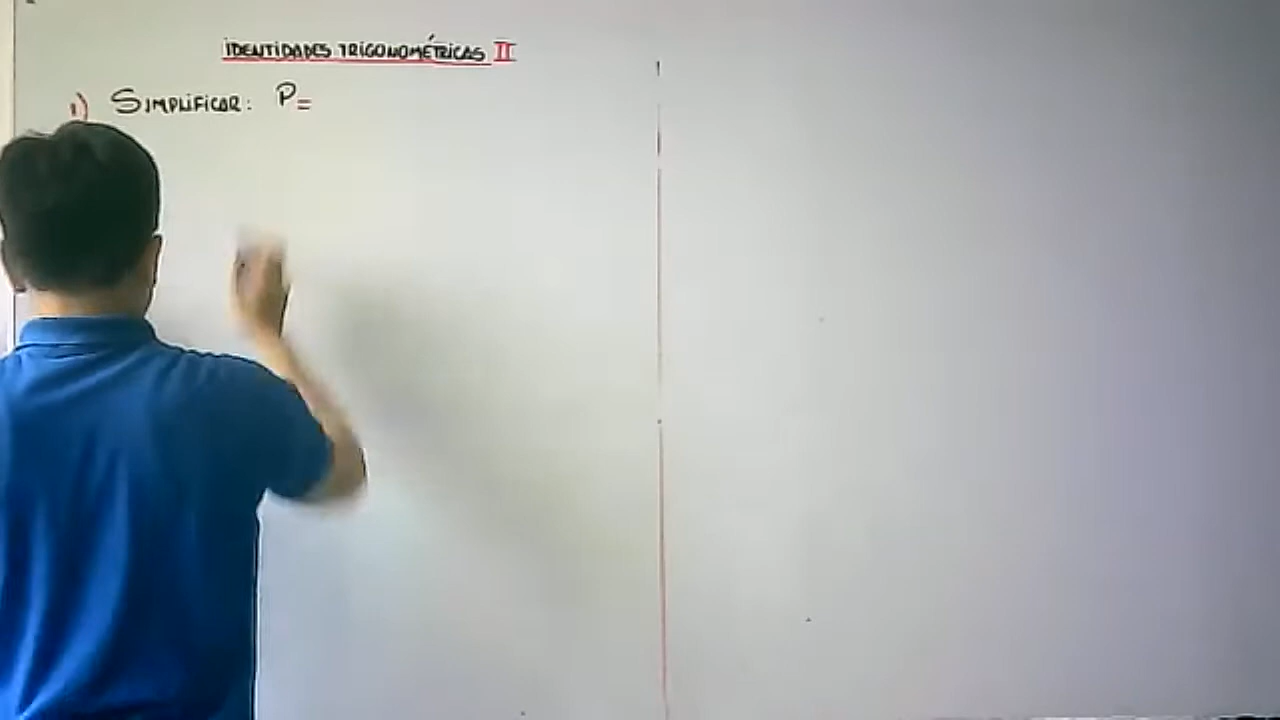 IDENTIDADES TRIGONOMÉTRICAS II
1) SIMPLIFICAR: P=